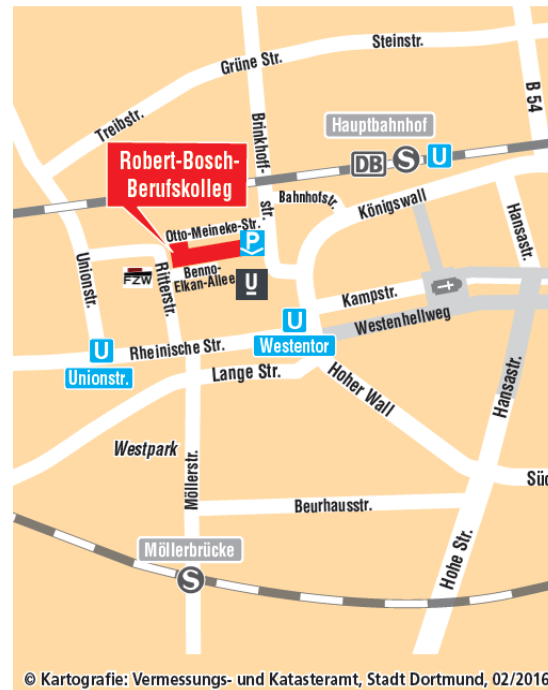 Steinstr.
Grüne Str.
Treibstr.
B 54
Brinkhoff-
str.
Hauptbahnhof
DB S U
Robert-Bosch-
Berufskolleg
Bahnhofstr.
Königswall
Otto-Meineke-Str.
P
Hansastr.
Unionstr.
FZW
Ritterstr.
Benno-
Elkan-Allee
U
Kampstr.
U
Westentor
Westenhellweg
U
Unionstr.
Rheinische Str.
Lange Str.
Hoher Wall
Hansastr.
Westpark
Möllerstr.
Süd
Beurhausstr.
Hohe Str.
Möllerbrücke
S
© Kartografie: Vermessungs- und Katasteramt, Stadt Dortmund, 02/2016